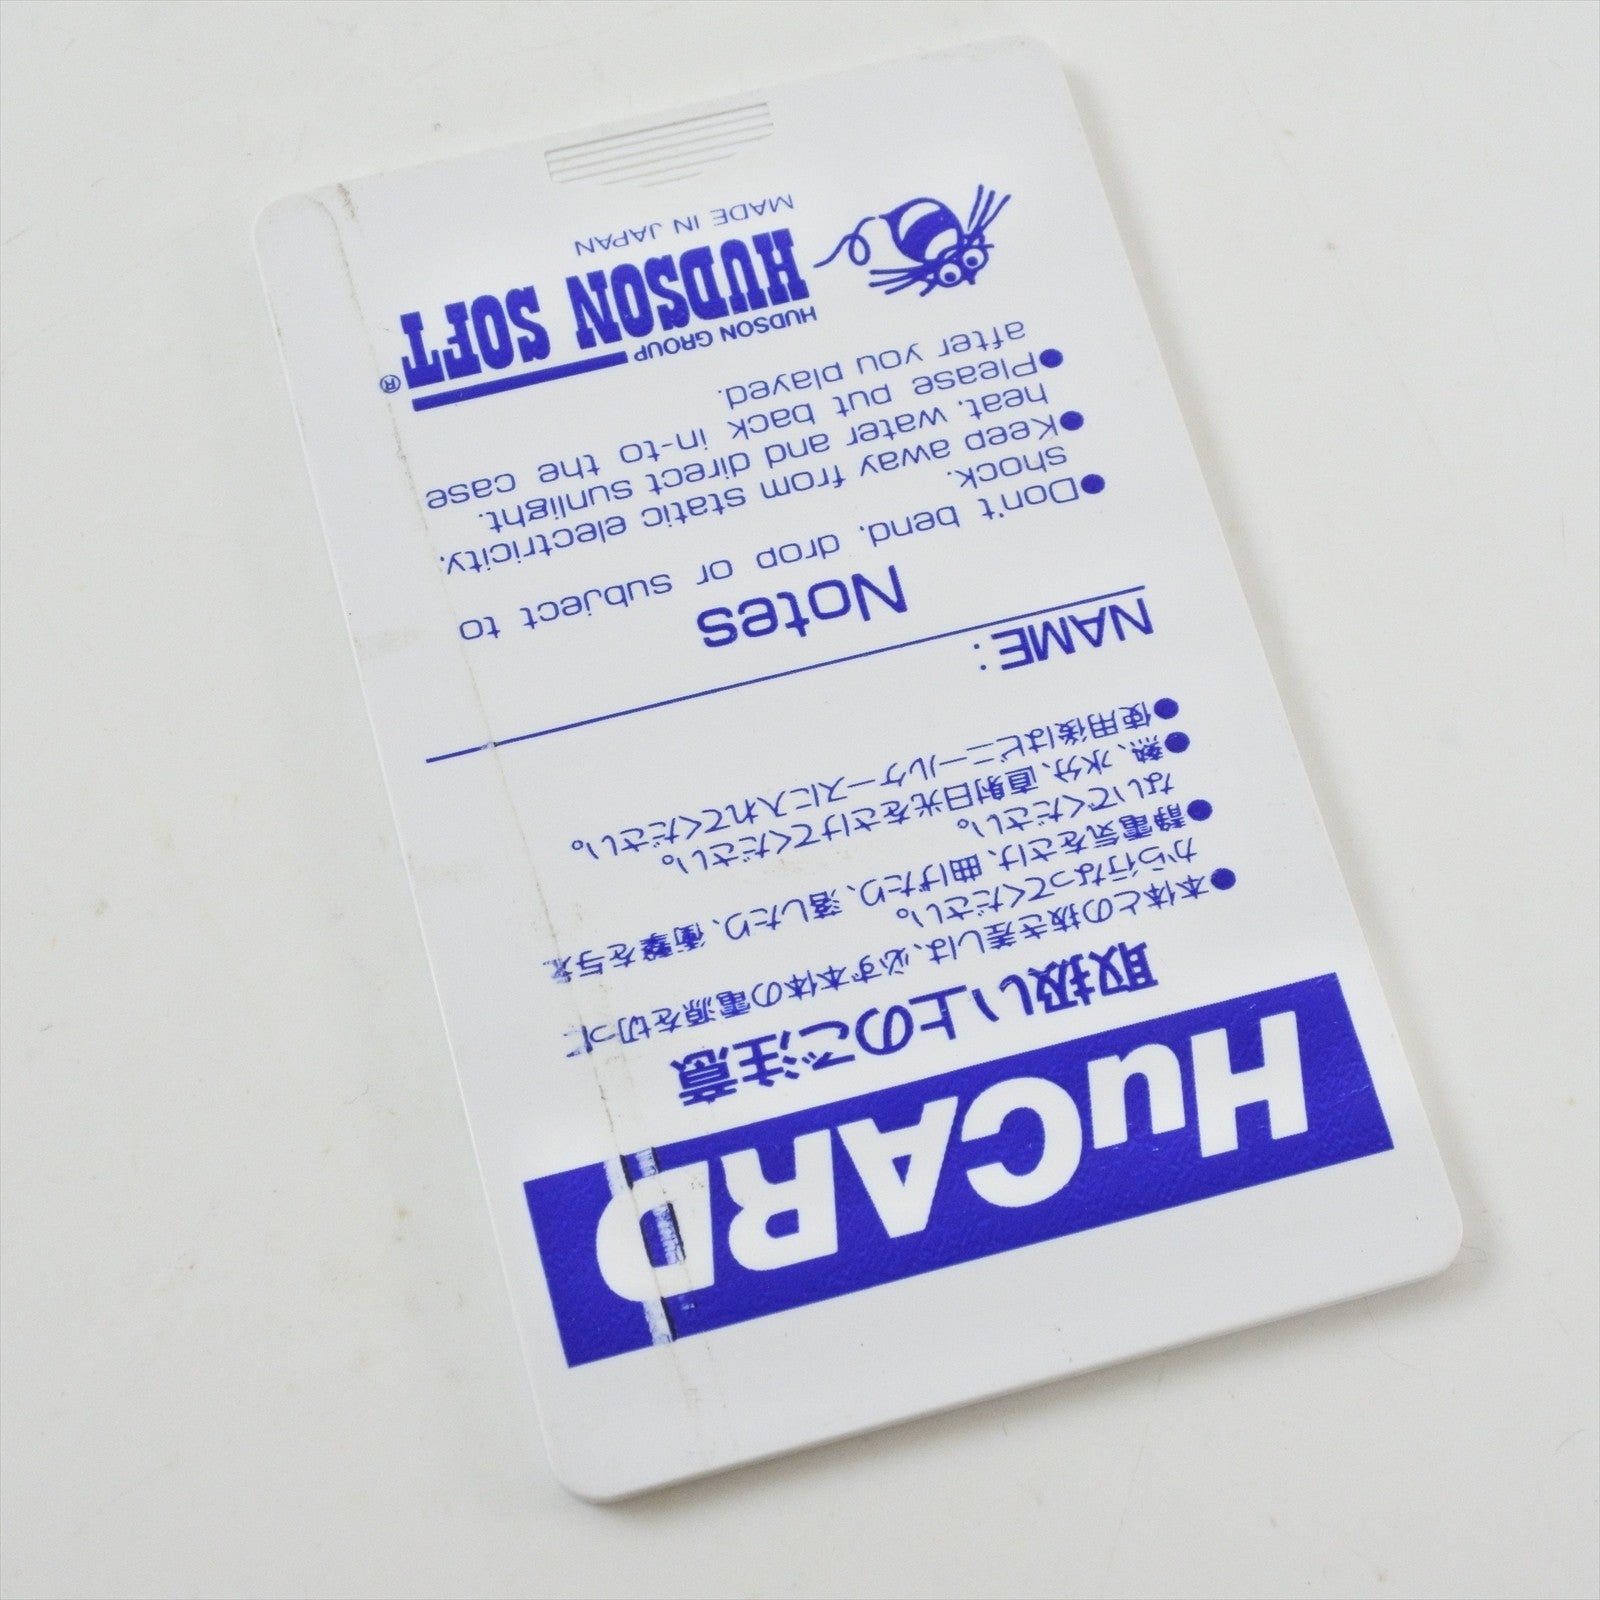 HuCARD
取扱い上のご注意
●本体との抜き差しは、必ず本体の電源を切って
から行なってください。
●静電気をさけ、曲げたり、落したり、衝撃を与え
ないでください。
●熱、水分、直射日光をさけてください。
●使用後はビニールケースに入れてください。
NAME:
Notes
●Don't bend, drop or subject to
shock.
●Keep away from static electricity,
heat, water and direct sunlight.
●Please put back in-to the case
after you played.
HUDSON GROUP
HUDSON SOFT®
MADE IN JAPAN